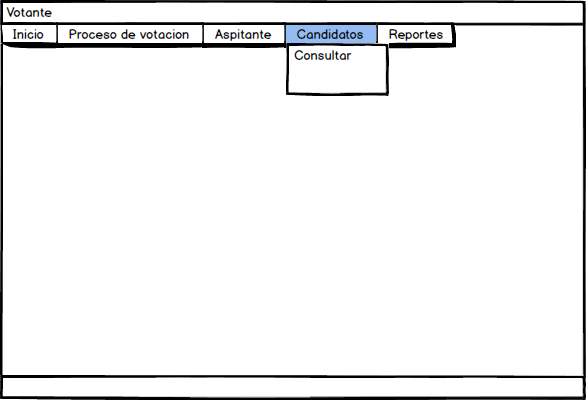 Votante
Inicio Proceso de votacion Aspitante Candidatos Reportes
Consultar